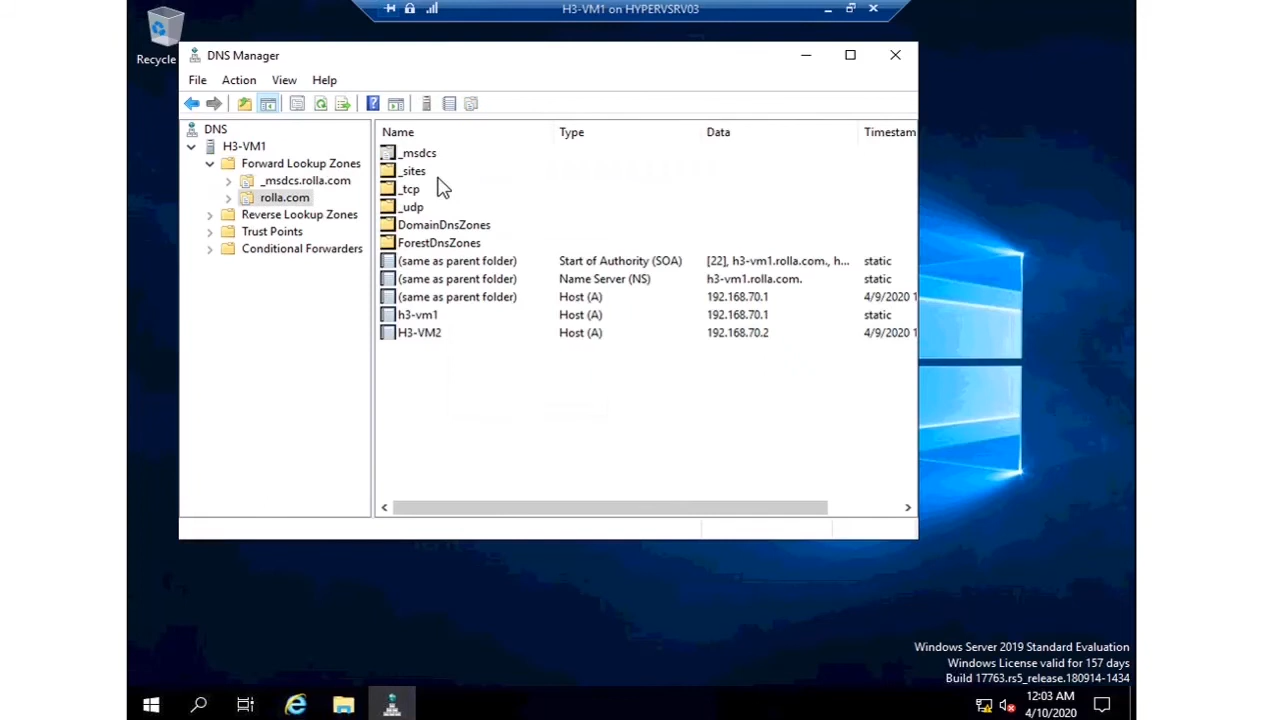 H3-VM1 on HYPERVSRV03
Recycle
DNS Manager
File Action View Help
DNS
H3-VM1
Forward Lookup Zones
_msdcs.rolla.com
rolla.com
Reverse Lookup Zones
Trust Points
Conditional Forwarders
Name Type Data Timestam
_msdcs
_sites
_tcp
_udp
DomainDnsZones
ForestDnsZones
(same as parent folder) Start of Authority (SOA) [22], h3-vm1.rolla.com., h... static
(same as parent folder) Name Server (NS) h3-vm1.rolla.com. static
(same as parent folder) Host (A) 192.168.70.1 4/9/2020 1
h3-vm1 Host (A) 192.168.70.1 static
H3-VM2 Host (A) 192.168.70.2 4/9/2020 1
Windows Server 2019 Standard Evaluation
Windows License valid for 157 days
Build 17763.rs5_release.180914-1434
12:03 AM
4/10/2020